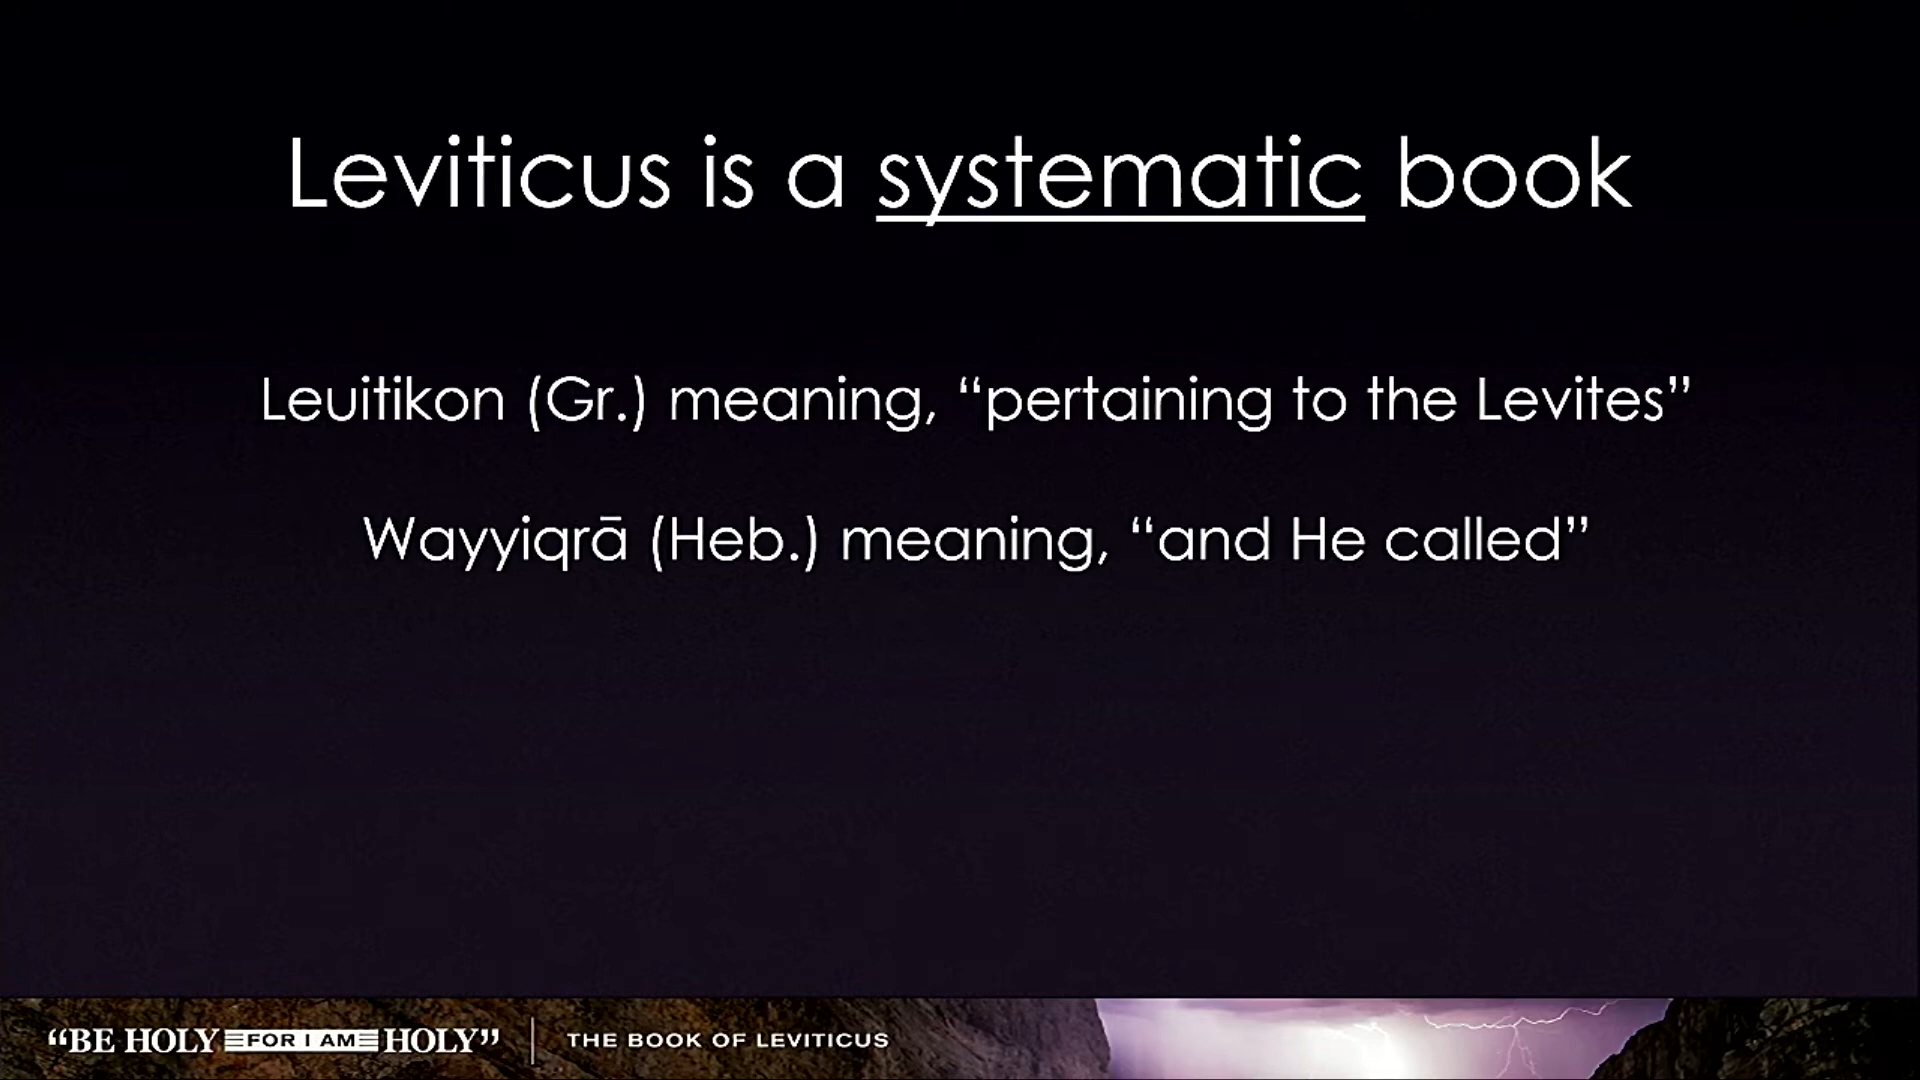 Leviticus is a systematic book
Leuitikon (Gr.) meaning, “pertaining to the Levites”
Wayyiqrā (Heb.) meaning, “and He called”
“BE HOLY FOR I AM HOLY” | THE BOOK OF LEVITICUS